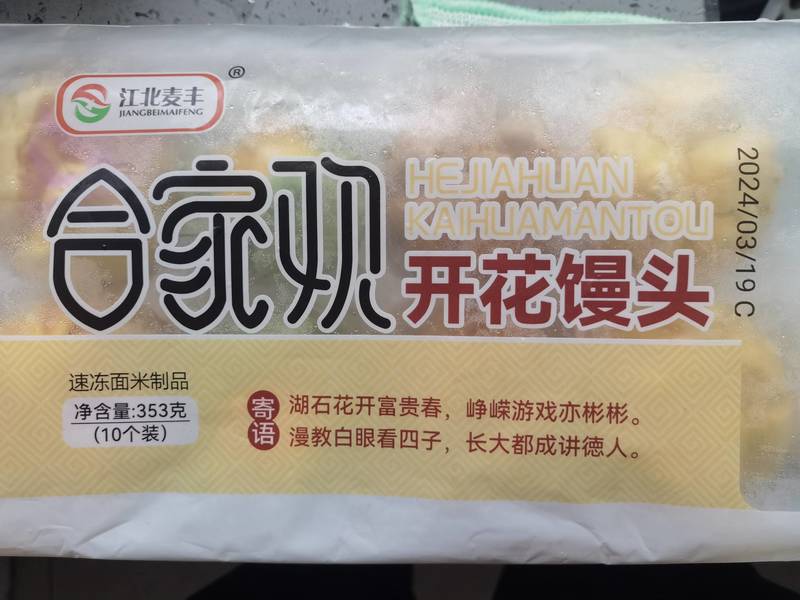 江北麦丰
®
JIANGBEIMAIFENG
合家欢
HEJIAHUAN
KAIHUAMANTOU
开花馒头
2024/03/19 C
速冻面米制品
净含量:353克
(10个装)
寄语
湖石花开富贵春，峥嵘游戏亦彬彬。
漫教白眼看四子，长大都成讲徳人。